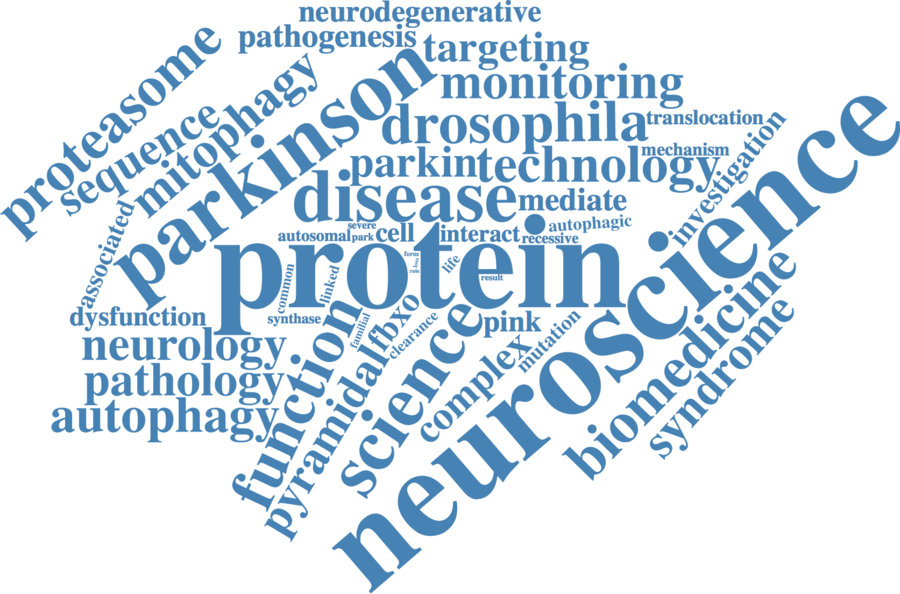 neurodegenerative
pathogenesis
targeting
proteasome
monitoring
sequence
mitophagy
parkinson
drosophila
translocation
mechanism
investigation
parkin
technology
disease
mediate
neuroscience
associated
severe
autosomal
park
cell
interact
autophagic
recessive
protein
form
life
result
role
common
linked
dysfunction
synthase
familial
clearance
pink
mutation
neurology
function
fbxo
science
complex
biomedicine
pathology
pyramidal
syndrome
autophagy